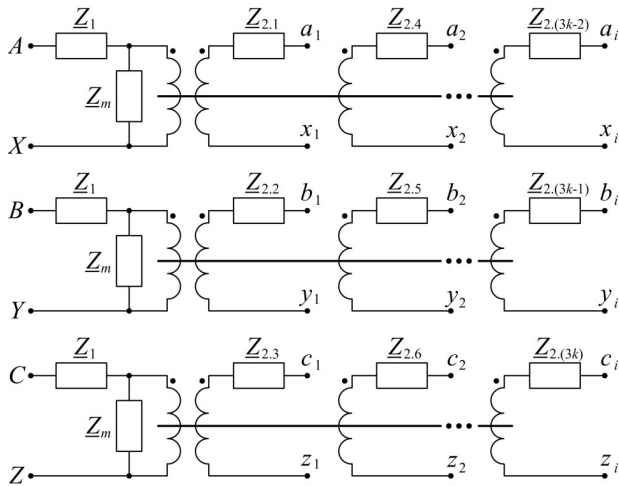 A Z1 Z2.1 a1 Z2.4 a2 Z2.(3k-2) ai
Zm
X x1 x2 xi
B Z1 Z2.2 b1 Z2.5 b2 Z2.(3k-1) bi
Zm
Y y1 y2 yi
C Z1 Z2.3 c1 Z2.6 c2 Z2.(3k) ci
Zm
Z z1 z2 zi